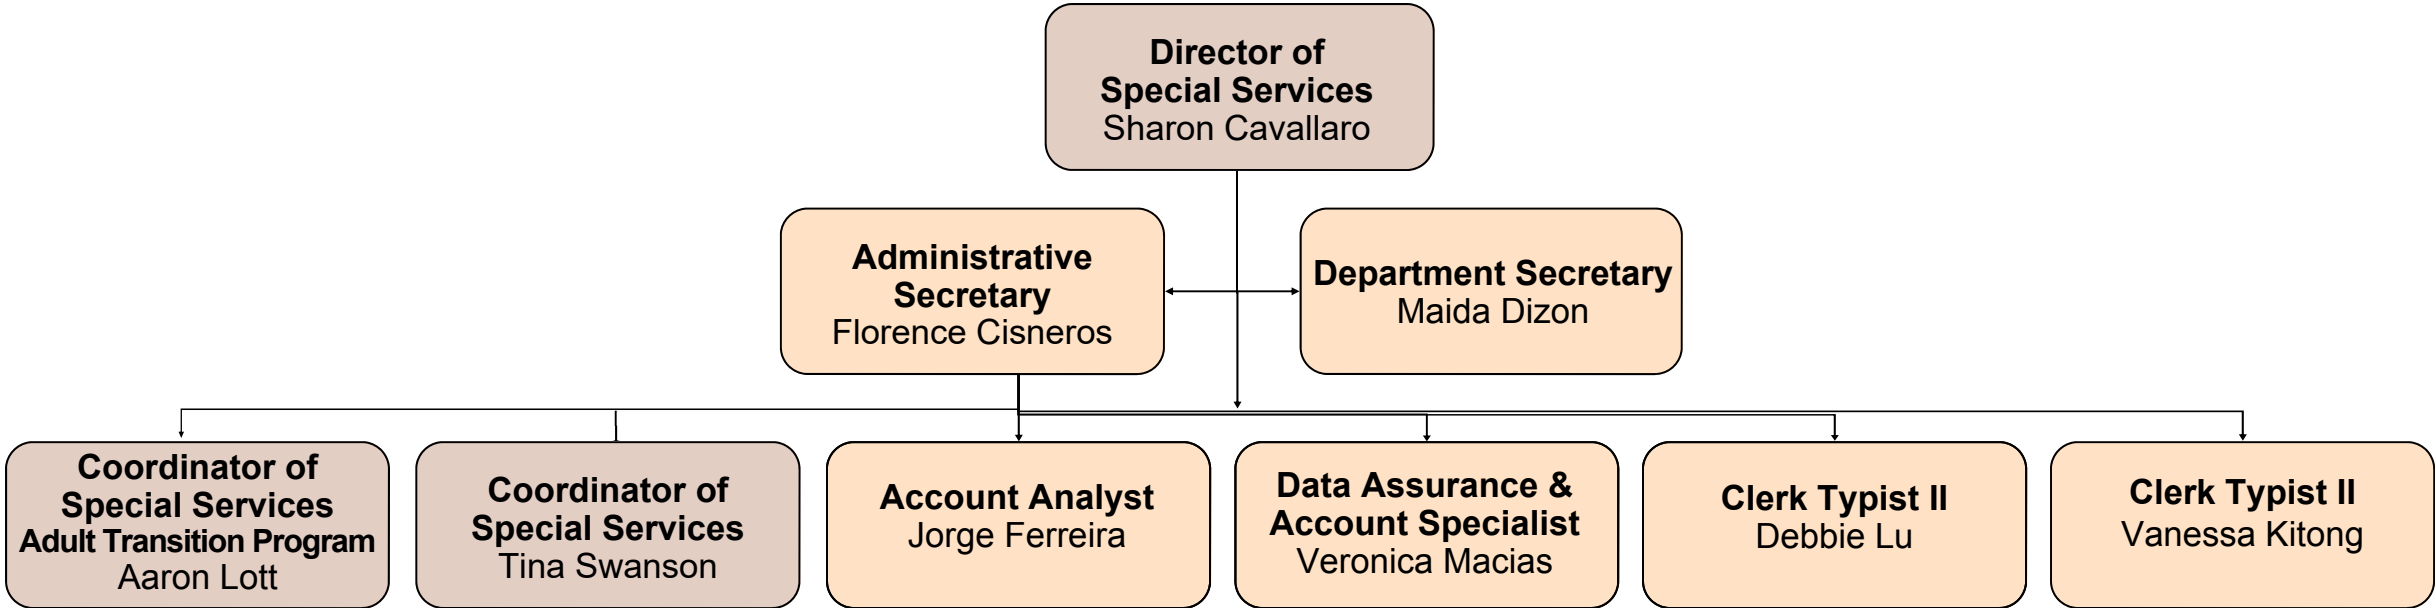 Director of
Special Services
Sharon Cavallaro
Administrative
Secretary
Florence Cisneros
Department Secretary
Maida Dizon
Coordinator of
Special Services
Adult Transition Program
Aaron Lott
Coordinator of
Special Services
Tina Swanson
Account Analyst
Jorge Ferreira
Data Assurance &
Account Specialist
Veronica Macias
Clerk Typist II
Debbie Lu
Clerk Typist II
Vanessa Kitong